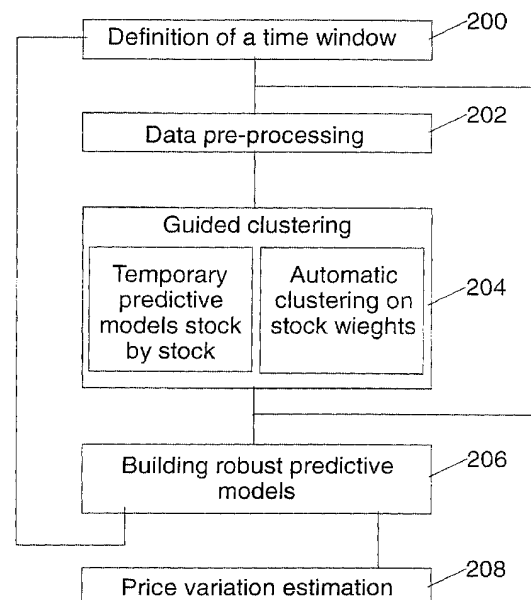 Definition of a time window
200
Data pre-processing
202
Guided clustering
Temporary
predictive
models stock
by stock
Automatic
clustering on
stock wieghts
204
Building robust predictive
models
206
Price variation estimation
208